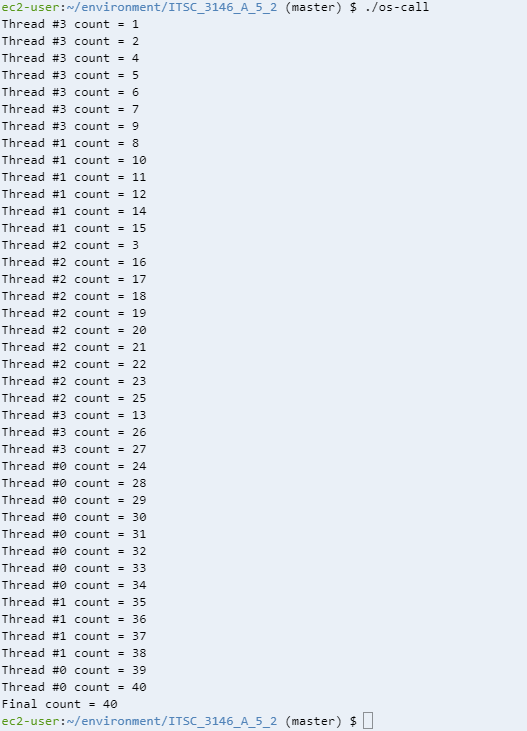 ec2-user:~/environment/ITSC_3146_A_5_2 (master) $ ./os-call
Thread #3 count = 1
Thread #3 count = 2
Thread #3 count = 4
Thread #3 count = 5
Thread #3 count = 6
Thread #3 count = 7
Thread #3 count = 9
Thread #1 count = 8
Thread #1 count = 10
Thread #1 count = 11
Thread #1 count = 12
Thread #1 count = 14
Thread #1 count = 15
Thread #2 count = 3
Thread #2 count = 16
Thread #2 count = 17
Thread #2 count = 18
Thread #2 count = 19
Thread #2 count = 20
Thread #2 count = 21
Thread #2 count = 22
Thread #2 count = 23
Thread #2 count = 25
Thread #3 count = 13
Thread #3 count = 26
Thread #3 count = 27
Thread #0 count = 24
Thread #0 count = 28
Thread #0 count = 29
Thread #0 count = 30
Thread #0 count = 31
Thread #0 count = 32
Thread #0 count = 33
Thread #0 count = 34
Thread #1 count = 35
Thread #1 count = 36
Thread #1 count = 37
Thread #1 count = 38
Thread #0 count = 39
Thread #0 count = 40
Final count = 40
ec2-user:~/environment/ITSC_3146_A_5_2 (master) $